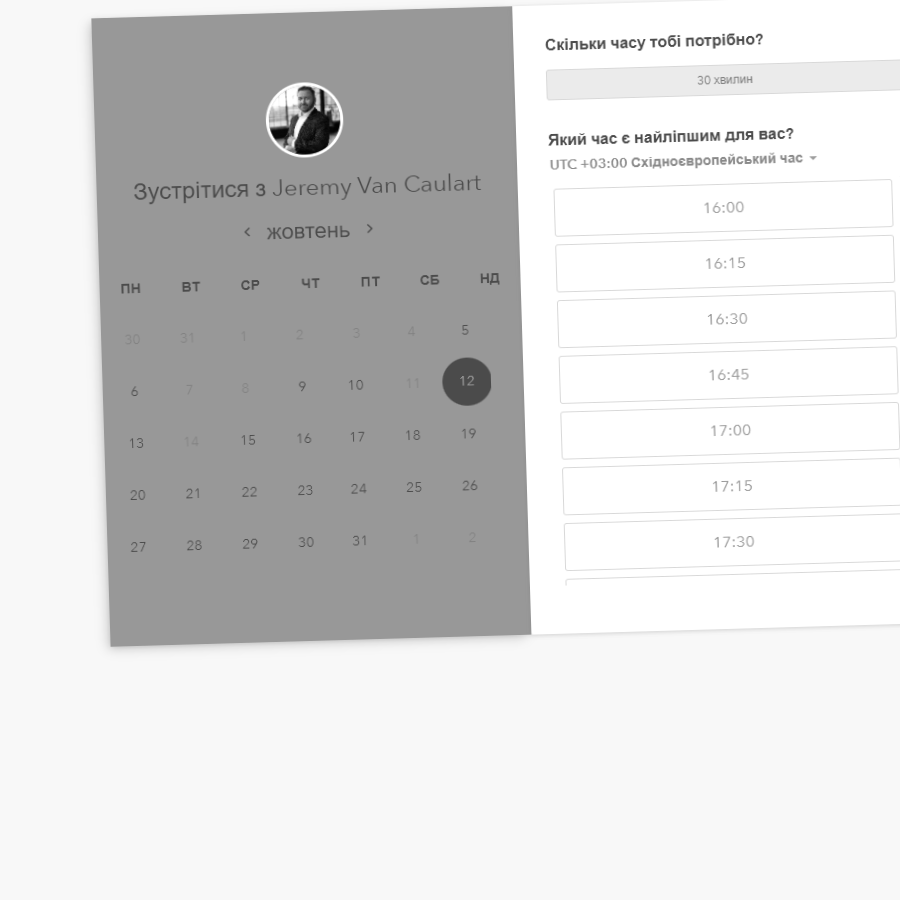 Зустрітися з Jeremy Van Caulart
жовтень
ПН ВТ СР ЧТ ПТ СБ НД
30 31 1 2 3 4 5
6 7 8 9 10 11 12
13 14 15 16 17 18 19
20 21 22 23 24 25 26
27 28 29 30 31 1 2
Скільки часу тобі потрібно?
30 хвилин
Який час є найліпшим для вас?
UTC +03:00 Східноєвропейський час
16:00
16:15
16:30
16:45
17:00
17:15
17:30